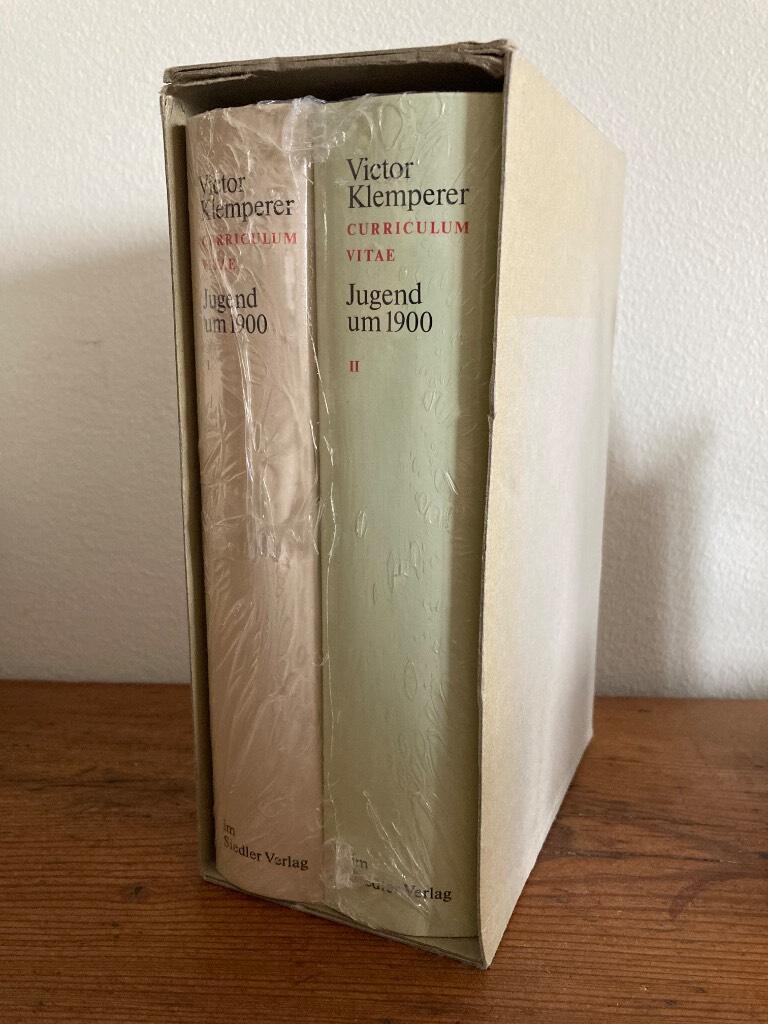 Victor
Klemperer
CURRICULUM
VITAE
Jugend
um 1900
I
im
Siedler Verlag
Victor
Klemperer
CURRICULUM
VITAE
Jugend
um 1900
II
im
Siedler Verlag